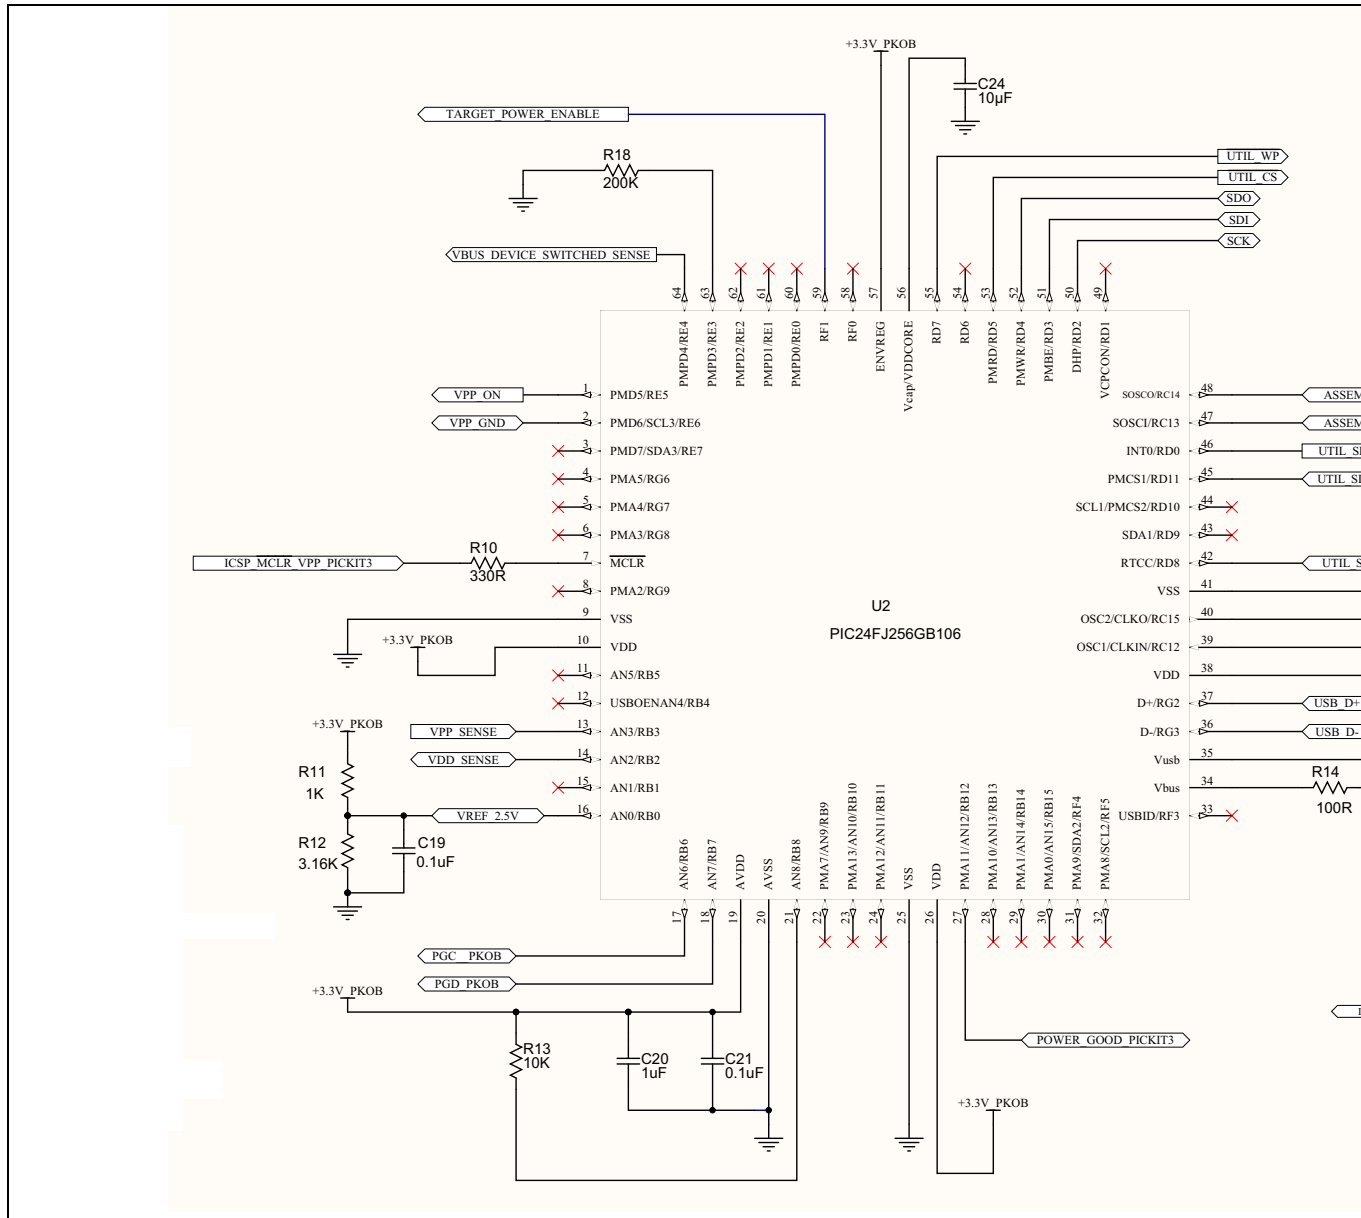 +3.3V_PKOB
C24
10µF
TARGET_POWER_ENABLE
R18
200K
UTIL_WP
UTIL_CS
SDO
SDI
SCK
VBUS_DEVICE_SWITCHED_SENSE
64 63 62 61 60 59 58 57 56 55 54 53 52 51 50 49
PMPD4/RE4
PMPD3/RE3
PMPD2/RE2
PMPD1/RE1
PMPD0/RE0
RF1
RF0
ENVREG
Vcap/VDDCORE
RD7
RD6
PMRD/RD5
PMWR/RD4
PMBE/RD3
DHP/RD2
VCPCON/RD1
VPP_ON 1 PMD5/RE5
VPP_GND 2 PMD6/SCL3/RE6
3 PMD7/SDA3/RE7
4 PMA5/RG6
5 PMA4/RG7
6 PMA3/RG8
ICSP_MCLR_VPP_PICKIT3
R10
330R
7 MCLR
8 PMA2/RG9
9 VSS
+3.3V_PKOB
10 VDD
11 AN5/RB5
12 USBOENAN4/RB4
VPP_SENSE 13 AN3/RB3
VDD_SENSE 14 AN2/RB2
15 AN1/RB1
VREF_2.5V 16 AN0/RB0
+3.3V_PKOB
R11
1K
R12
3.16K
C19
0.1uF
U2
PIC24FJ256GB106
SOSCO/RC14 48 ASSEM
SOSCI/RC13 47 ASSEM
INT0/RD0 46
PMCS1/RD11 45
SCL1/PMCS2/RD10 44
SDA1/RD9 43
RTCC/RD8 42
VSS 41
OSC2/CLKO/RC15 40
OSC1/CLKIN/RC12 39
VDD 38
D+/RG2 37 USB_D+
D-/RG3 36 USB_D-
Vusb 35
Vbus 34
R14
100R
USBID/RF3 33
AN6/RB6
AN7/RB7
AVDD
AVSS
AN8/RB8
PMA7/AN9/RB9
PMA13/AN10/RB10
PMA12/AN11/RB11
VSS
VDD
PMA11/AN12/RB12
PMA10/AN13/RB13
PMA1/AN14/RB14
PMA0/AN15/RB15
PMA9/SDA2/RF4
PMA8/SCL2/RF5
17 18 19 20 21 22 23 24 25 26 27 28 29 30 31 32
PGC__PKOB
PGD_PKOB
+3.3V_PKOB
R13
10K
C20
1uF
C21
0.1uF
POWER_GOOD_PICKIT3
+3.3V_PKOB